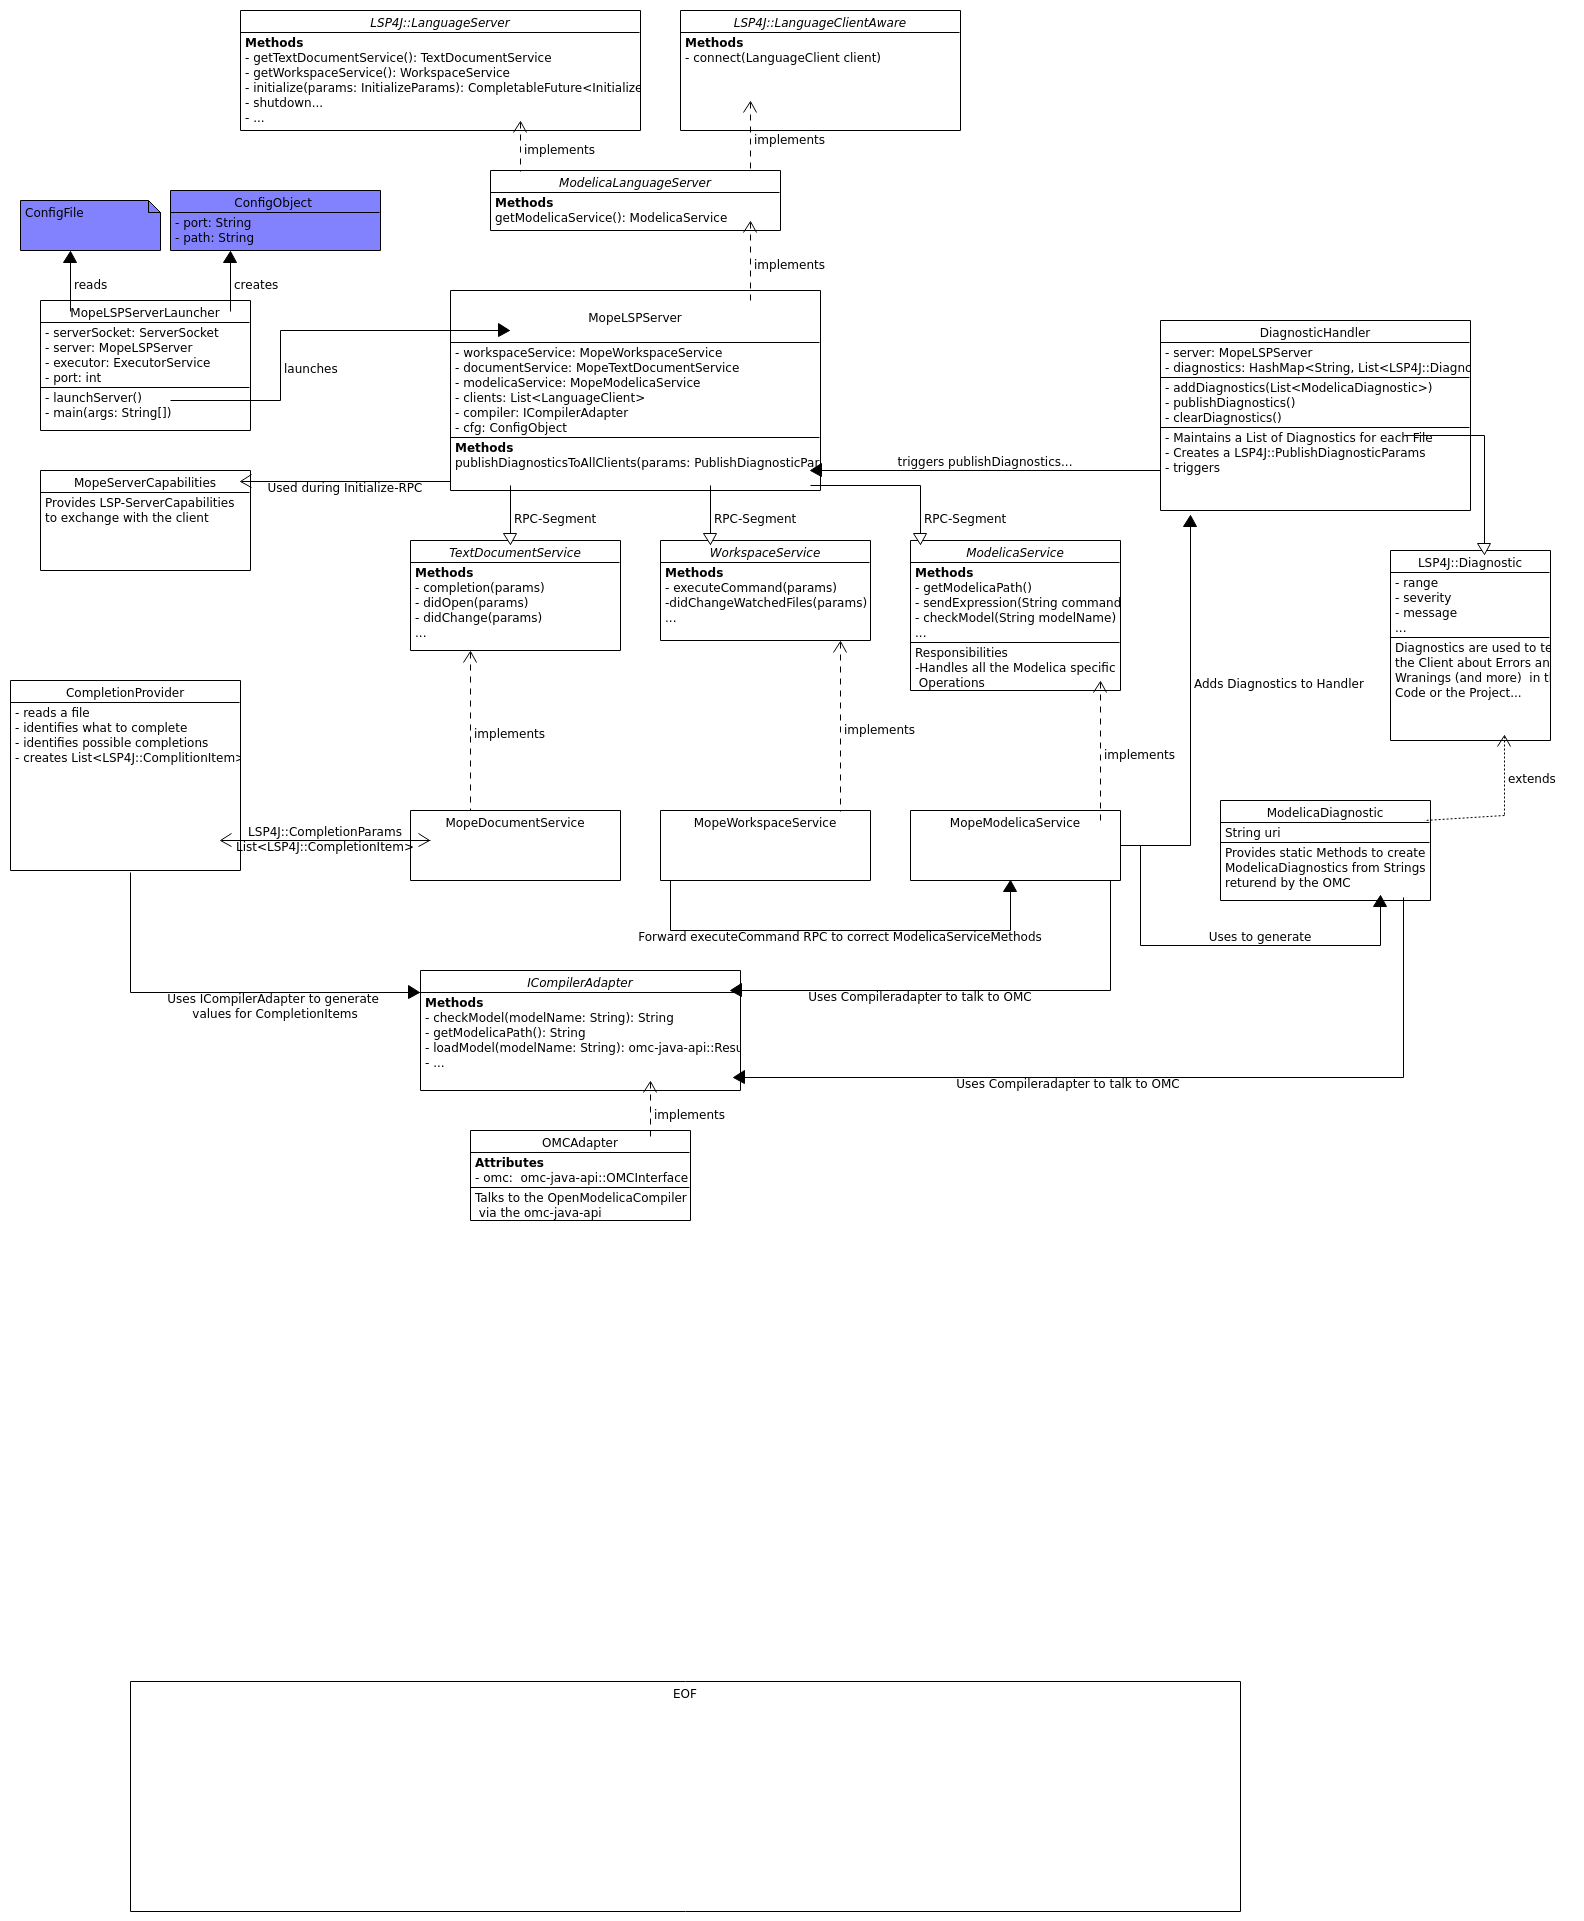 LSP4J::LanguageServer
Methods
- getTextDocumentService(): TextDocumentService
- getWorkspaceService(): WorkspaceService
- initialize(params: InitializeParams): CompletableFuture<Initialize
- shutdown...
- ...
LSP4J::LanguageClientAware
Methods
- connect(LanguageClient client)
implements
implements
ModelicaLanguageServer
Methods
getModelicaService(): ModelicaService
implements
ConfigFile
ConfigObject
- port: String
- path: String
reads
creates
MopeLSPServerLauncher
- serverSocket: ServerSocket
- server: MopeLSPServer
- executor: ExecutorService
- port: int
- launchServer()
- main(args: String[])
launches
MopeLSPServer
- workspaceService: MopeWorkspaceService
- documentService: MopeTextDocumentService
- modelicaService: MopeModelicaService
- clients: List<LanguageClient>
- compiler: ICompilerAdapter
- cfg: ConfigObject
Methods
publishDiagnosticsToAllClients(params: PublishDiagnosticPar
DiagnosticHandler
- server: MopeLSPServer
- diagnostics: HashMap<String, List<LSP4J::Diagno
- addDiagnostics(List<ModelicaDiagnostic>)
- publishDiagnostics()
- clearDiagnostics()
- Maintains a List of Diagnostics for each File
- Creates a LSP4J::PublishDiagnosticParams
- triggers
triggers publishDiagnostics...
MopeServerCapabilities
Provides LSP-ServerCapabilities
to exchange with the client
Used during Initialize-RPC
RPC-Segment
RPC-Segment
RPC-Segment
TextDocumentService
Methods
- completion(params)
- didOpen(params)
- didChange(params)
...
WorkspaceService
Methods
- executeCommand(params)
-didChangeWatchedFiles(params)
...
ModelicaService
Methods
- getModelicaPath()
- sendExpression(String command
- checkModel(String modelName)
...
Responsibilities
-Handles all the Modelica specific
Operations
LSP4J::Diagnostic
- range
- severity
- message
...
Diagnostics are used to te
the Client about Errors an
Wranings (and more)  in t
Code or the Project...
Adds Diagnostics to Handler
CompletionProvider
- reads a file
- identifies what to complete
- identifies possible completions
- creates List<LSP4J::ComplitionItem>
implements
implements
implements
extends
LSP4J::CompletionParams
List<LSP4J::CompletionItem>
MopeDocumentService
MopeWorkspaceService
MopeModelicaService
ModelicaDiagnostic
String uri
Provides static Methods to create
ModelicaDiagnostics from Strings
returend by the OMC
Forward executeCommand RPC to correct ModelicaServiceMethods
Uses to generate
Uses ICompilerAdapter to generate
values for CompletionItems
ICompilerAdapter
Methods
- checkModel(modelName: String): String
- getModelicaPath(): String
- loadModel(modelName: String): omc-java-api::Resu
- ...
Uses Compileradapter to talk to OMC
Uses Compileradapter to talk to OMC
implements
OMCAdapter
Attributes
- omc:  omc-java-api::OMCInterface
Talks to the OpenModelicaCompiler
via the omc-java-api
EOF